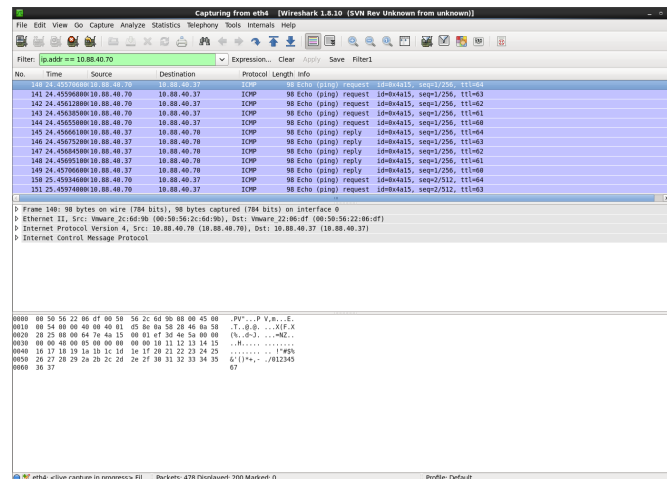 Capturing from eth4 [Wireshark 1.8.10 (SVN Rev Unknown from unknown)]
File Edit View Go Capture Analyze Statistics Telephony Tools Internals Help
Filter: ip.addr == 10.88.40.70 Expression... Clear Apply Save Filter1
No. Time Source Destination Protocol Length Info
140 24.45570600( 10.88.40.70 10.88.40.37 ICMP 98 Echo (ping) request id=0x4a15, seq=1/256, ttl=64
141 24.45596800( 10.88.40.70 10.88.40.37 ICMP 98 Echo (ping) request id=0x4a15, seq=1/256, ttl=63
142 24.45612800( 10.88.40.70 10.88.40.37 ICMP 98 Echo (ping) request id=0x4a15, seq=1/256, ttl=62
143 24.45638500( 10.88.40.70 10.88.40.37 ICMP 98 Echo (ping) request id=0x4a15, seq=1/256, ttl=61
144 24.45655000( 10.88.40.70 10.88.40.37 ICMP 98 Echo (ping) request id=0x4a15, seq=1/256, ttl=60
145 24.45666100( 10.88.40.37 10.88.40.70 ICMP 98 Echo (ping) reply id=0x4a15, seq=1/256, ttl=64
146 24.45675200( 10.88.40.37 10.88.40.70 ICMP 98 Echo (ping) reply id=0x4a15, seq=1/256, ttl=63
147 24.45684500( 10.88.40.37 10.88.40.70 ICMP 98 Echo (ping) reply id=0x4a15, seq=1/256, ttl=62
148 24.45695100( 10.88.40.37 10.88.40.70 ICMP 98 Echo (ping) reply id=0x4a15, seq=1/256, ttl=61
149 24.45706600( 10.88.40.37 10.88.40.70 ICMP 98 Echo (ping) reply id=0x4a15, seq=1/256, ttl=60
150 25.45934600( 10.88.40.70 10.88.40.37 ICMP 98 Echo (ping) request id=0x4a15, seq=2/512, ttl=64
151 25.45974800( 10.88.40.70 10.88.40.37 ICMP 98 Echo (ping) request id=0x4a15, seq=2/512, ttl=63
Frame 140: 98 bytes on wire (784 bits), 98 bytes captured (784 bits) on interface 0
Ethernet II, Src: Vmware_2c:6d:9b (00:50:56:2c:6d:9b), Dst: Vmware_22:06:df (00:50:56:22:06:df)
Internet Protocol Version 4, Src: 10.88.40.70 (10.88.40.70), Dst: 10.88.40.37 (10.88.40.37)
Internet Control Message Protocol
0000 00 50 56 22 06 df 00 50 56 2c 6d 9b 08 00 45 00 .PV"...P V,m...E.
0010 00 54 00 00 40 00 40 01 d5 8e 0a 58 28 46 0a 58 .T..@.@. ...X(F.X
0020 28 25 08 00 64 7e 4a 15 00 01 ef 3d 4e 5a 00 00 (%..d~J. ...=NZ..
0030 00 00 48 00 05 00 00 00 00 00 10 11 12 13 14 15 ..H..... ........
0040 16 17 18 19 1a 1b 1c 1d 1e 1f 20 21 22 23 24 25 ........ .. !"#$%
0050 26 27 28 29 2a 2b 2c 2d 2e 2f 30 31 32 33 34 35 &'()*+,- ./012345
0060 36 37 67
eth4: <live capture in progress> Fil... Packets: 478 Displayed: 200 Marked: 0 Profile: Default